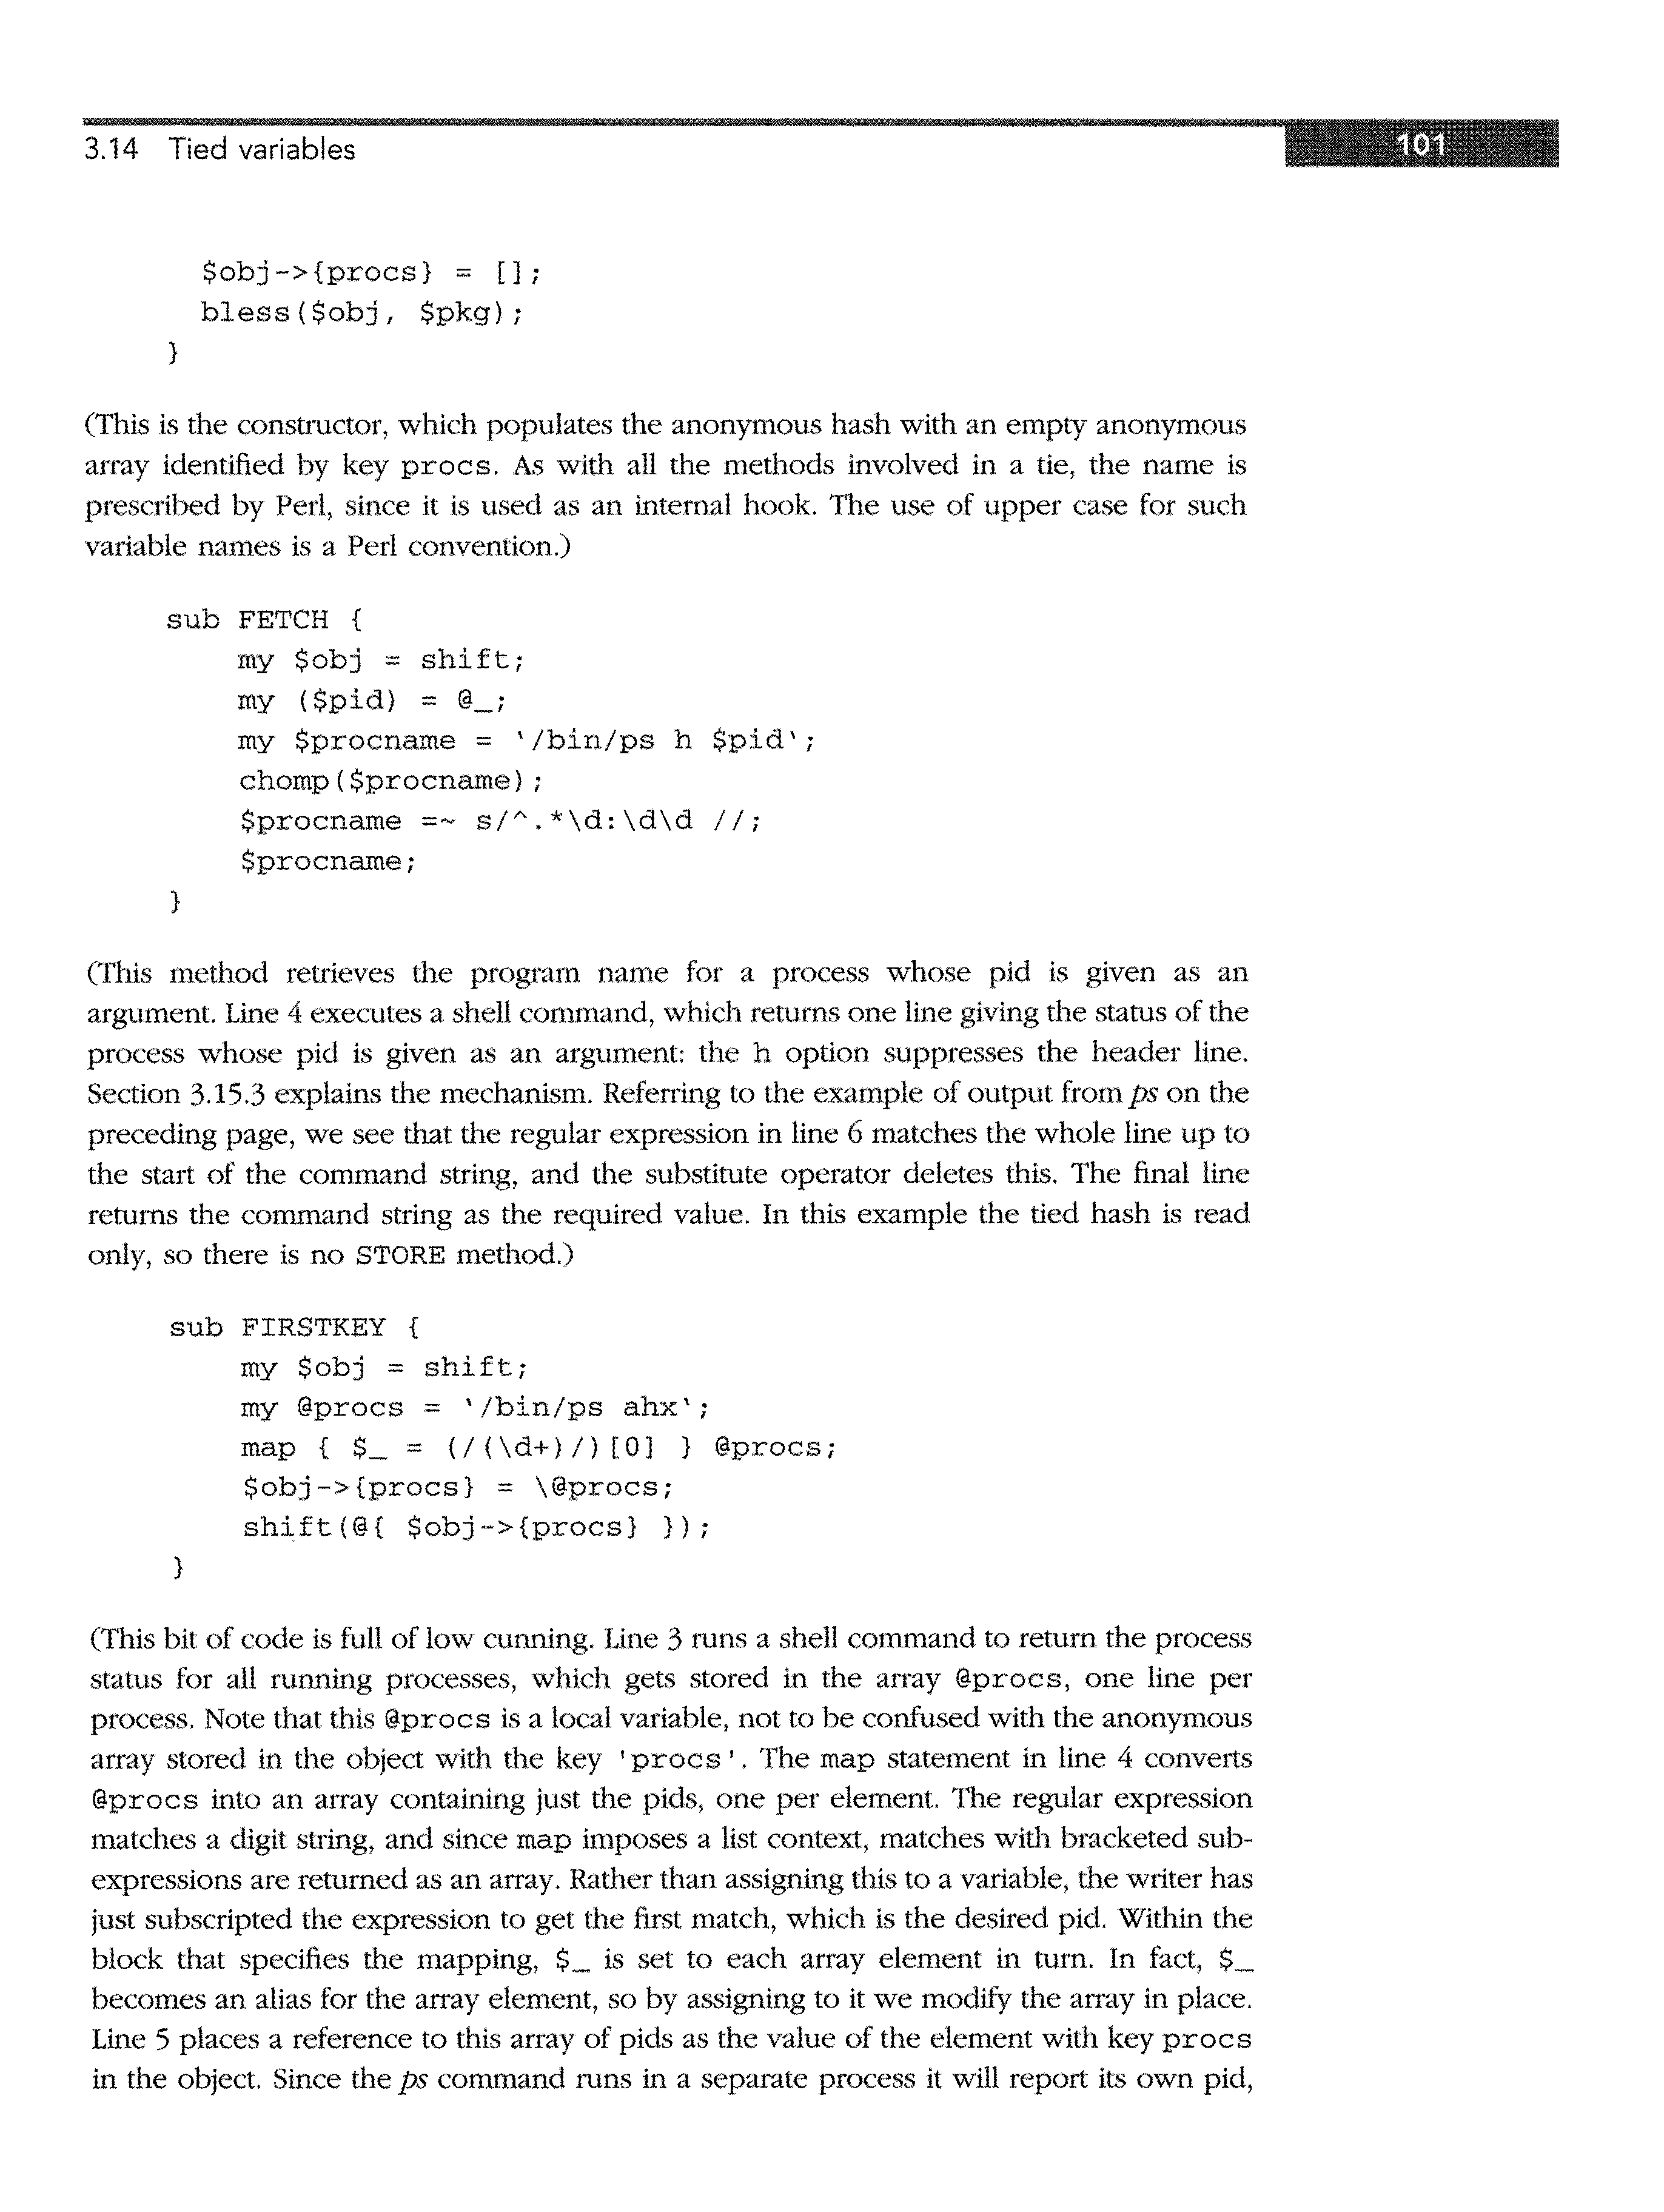 3.14 Tied variables 101
$obj->{procs} = [];
bless($obj, $pkg);
}
(This is the constructor, which populates the anonymous hash with an empty anonymous
array identified by key procs. As with all the methods involved in a tie, the name is
prescribed by Perl, since it is used as an internal hook. The use of upper case for such
variable names is a Perl convention.)
sub FETCH {
my $obj = shift;
my ($pid) = @_;
my $procname = ‛/bin/ps h $pid‛;
chomp($procname);
$procname =~ s/^.*\d:\d\d //;
$procname;
}
(This method retrieves the program name for a process whose pid is given as an
argument. Line 4 executes a shell command, which returns one line giving the status of the
process whose pid is given as an argument: the h option suppresses the header line.
Section 3.15.3 explains the mechanism. Referring to the example of output from ps on the
preceding page, we see that the regular expression in line 6 matches the whole line up to
the start of the command string, and the substitute operator deletes this. The final line
returns the command string as the required value. In this example the tied hash is read
only, so there is no STORE method.)
sub FIRSTKEY {
my $obj = shift;
my @procs = ‛/bin/ps ahx‛;
map { $_ = (/(\d+)/)[0] } @procs;
$obj->{procs} = \@procs;
shift(@{ $obj->{procs} });
}
(This bit of code is full of low cunning. Line 3 runs a shell command to return the process
status for all running processes, which gets stored in the array @procs, one line per
process. Note that this @procs is a local variable, not to be confused with the anonymous
array stored in the object with the key 'procs'. The map statement in line 4 converts
@procs into an array containing just the pids, one per element. The regular expression
matches a digit string, and since map imposes a list context, matches with bracketed sub-
expressions are returned as an array. Rather than assigning this to a variable, the writer has
just subscripted the expression to get the first match, which is the desired pid. Within the
block that specifies the mapping, $_ is set to each array element in turn. In fact, $_
becomes an alias for the array element, so by assigning to it we modify the array in place.
Line 5 places a reference to this array of pids as the value of the element with key procs
in the object. Since the ps command runs in a separate process it will report its own pid,